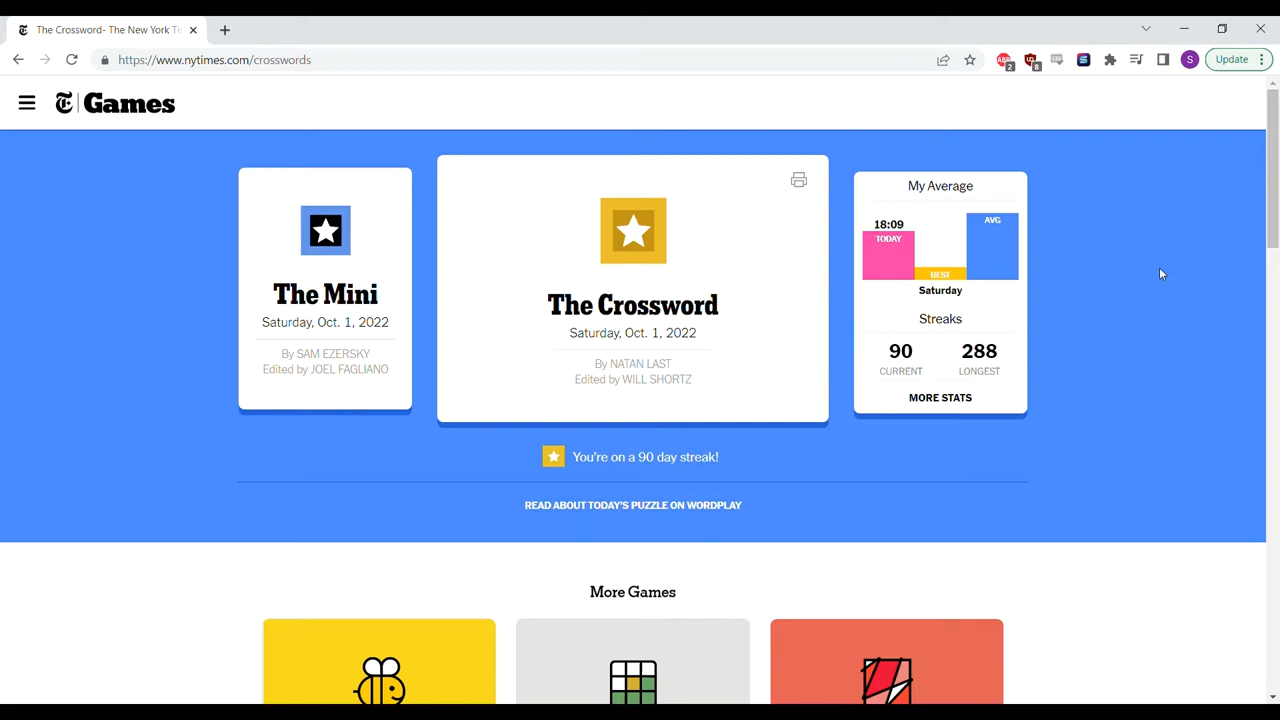 The Crossword- The New York Ti
https://www.nytimes.com/crosswords
2
8
S
Update
T Games
The Mini
Saturday, Oct. 1, 2022
By SAM EZERSKY
Edited by JOEL FAGLIANO
The Crossword
Saturday, Oct. 1, 2022
By NATAN LAST
Edited by WILL SHORTZ
My Average
18:09
TODAY
BEST
AVG
Saturday
Streaks
90
CURRENT
288
LONGEST
MORE STATS
You're on a 90 day streak!
READ ABOUT TODAY'S PUZZLE ON WORDPLAY
More Games